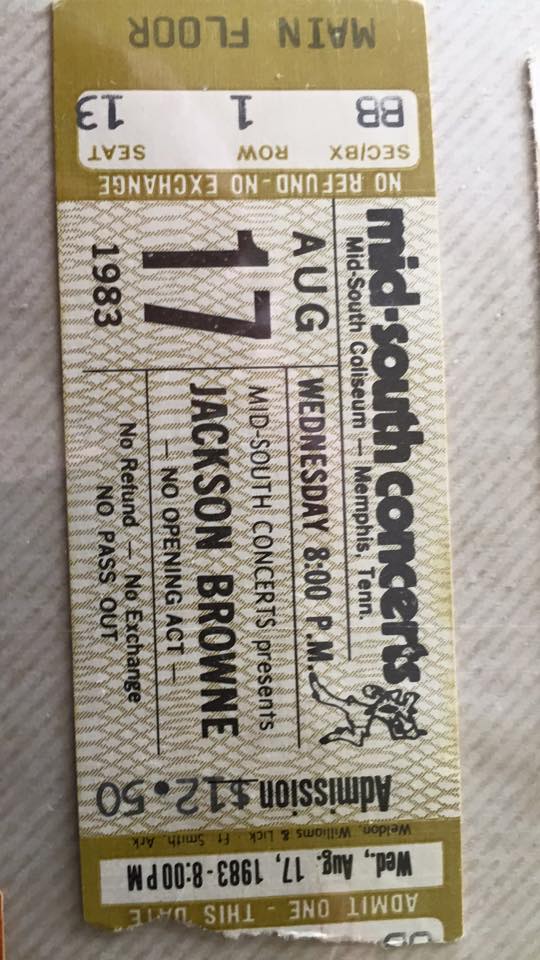 MAIN FLOOR
BB 1 13
SEC/BX ROW SEAT
NO REFUND - NO EXCHANGE
mid-south concerts
Mid-South Coliseum — Memphis, Tenn.
AUG
17
1983
WEDNESDAY 8:00 P.M.
MID-SOUTH CONCERTS presents
JACKSON BROWNE
— NO OPENING ACT —
No Refund — No Exchange
NO PASS OUT
Admission $12.50
Weldon, Williams & Lick · Ft. Smith, Ark
Wed., Aug. 17, 1983-8:00PM
ADMIT ONE - THIS DATE